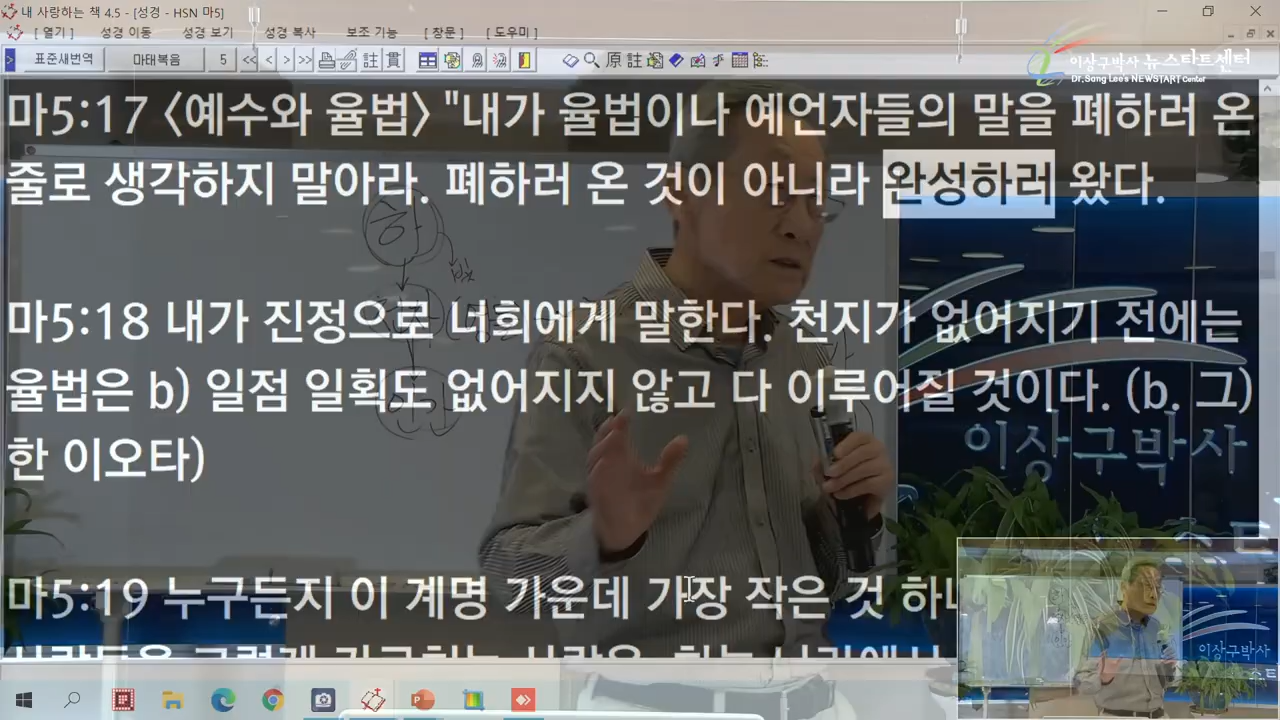 내 사랑하는 책 4.5 - [성경 - HSN 마5]
[ 열기 ] 성경 이동 성경 보기 성경 복사 보조 기능 [ 창문 ] [ 도우미 ]
표준새번역 마태복음 5 << < > >> 註 貫 原 註
이상구박사 뉴스타트센터
Dr.Sang Lee's NEWSTART Center
마5:17 〈예수와 율법〉 "내가 율법이나 예언자들의 말을 폐하러 온
줄로 생각하지 말아라. 폐하러 온 것이 아니라 완성하러 왔다.
마5:18 내가 진정으로 너희에게 말한다. 천지가 없어지기 전에는
율법은 b) 일점 일획도 없어지지 않고 다 이루어질 것이다. (b. 그)
한 이오타)
이상구박사
마5:19 누구든지 이 계명 가운데 가장 작은 것 하나
이상구박사